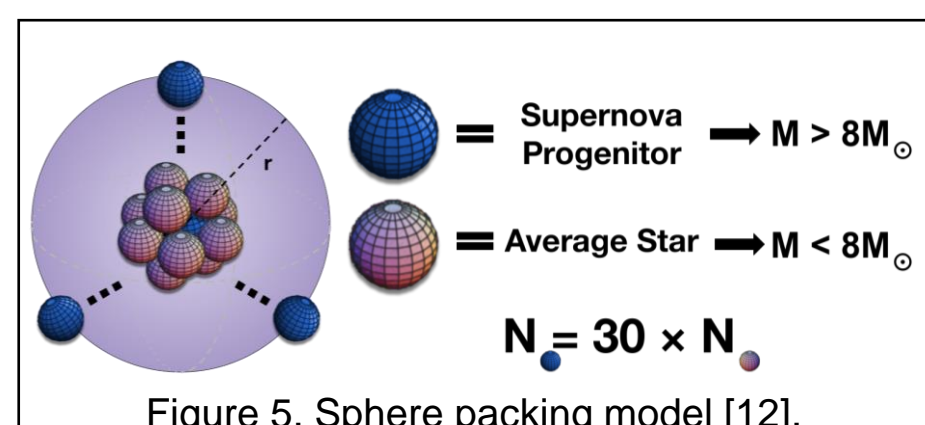 r
Supernova
Progenitor
= → M > 8M☉
= Average Star → M < 8M☉
N = 30 × N
Figure 5. Sphere packing model [12].